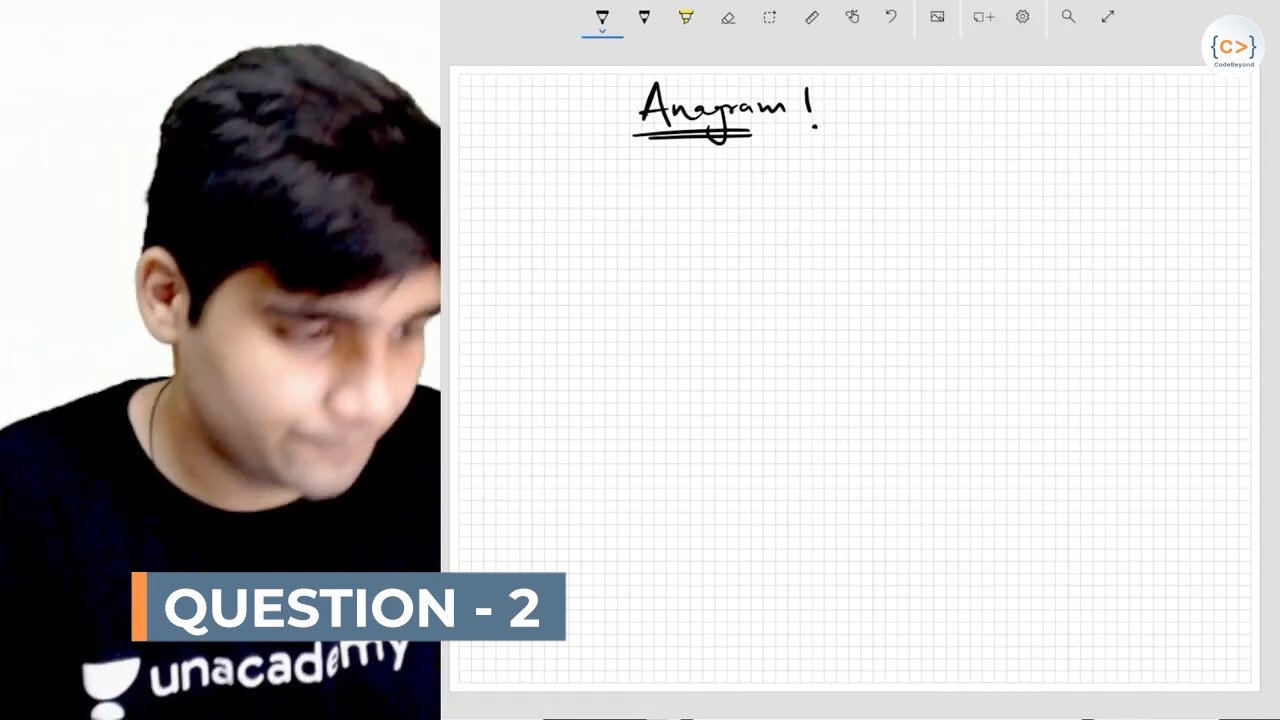 {C>}
CodeBeyond
Anagram !
QUESTION - 2
unacademy